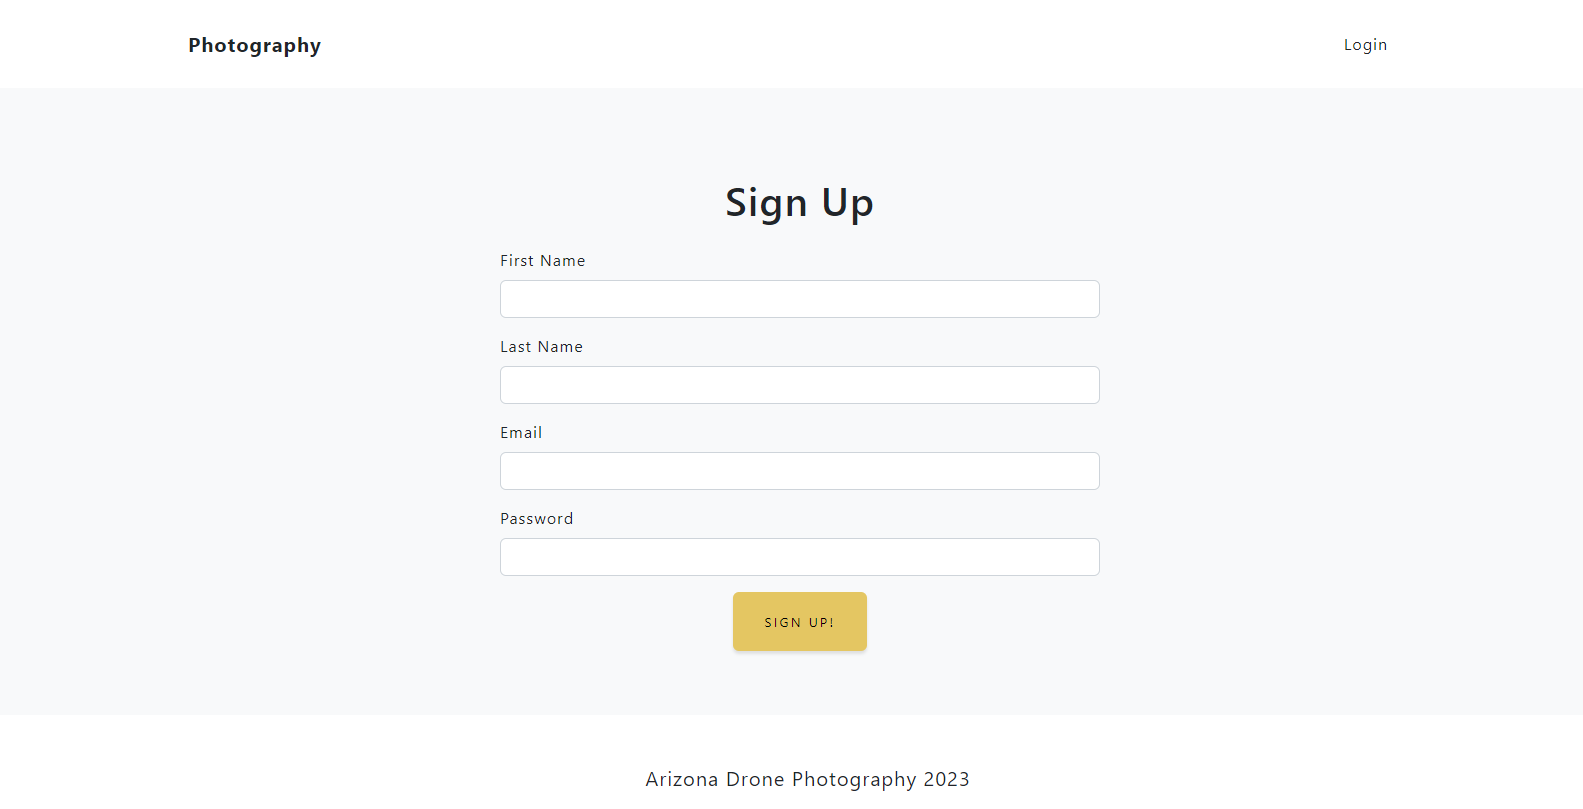 Photography
Login
Sign Up
First Name
Last Name
Email
Password
SIGN UP!
Arizona Drone Photography 2023